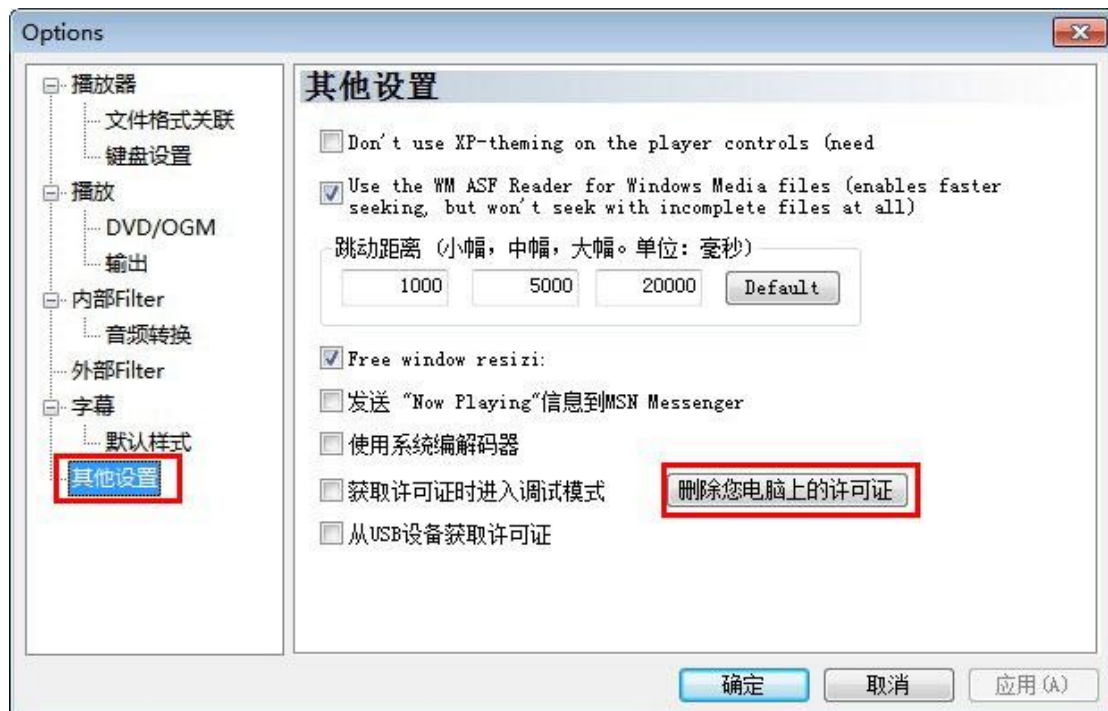 Options
播放器
文件格式关联
键盘设置
播放
DVD/OGM
输出
内部Filter
音频转换
外部Filter
字幕
默认样式
其他设置
其他设置
Don't use XP-theming on the player controls (need
Use the WM ASF Reader for Windows Media files (enables faster
seeking, but won't seek with incomplete files at all)
跳动距离（小幅，中幅，大幅。单位：毫秒）
1000 5000 20000 Default
Free window resizi:
发送 "Now Playing"信息到MSN Messenger
使用系统编解码器
获取许可证时进入调试模式 删除您电脑上的许可证
从USB设备获取许可证
确定 取消 应用(A)